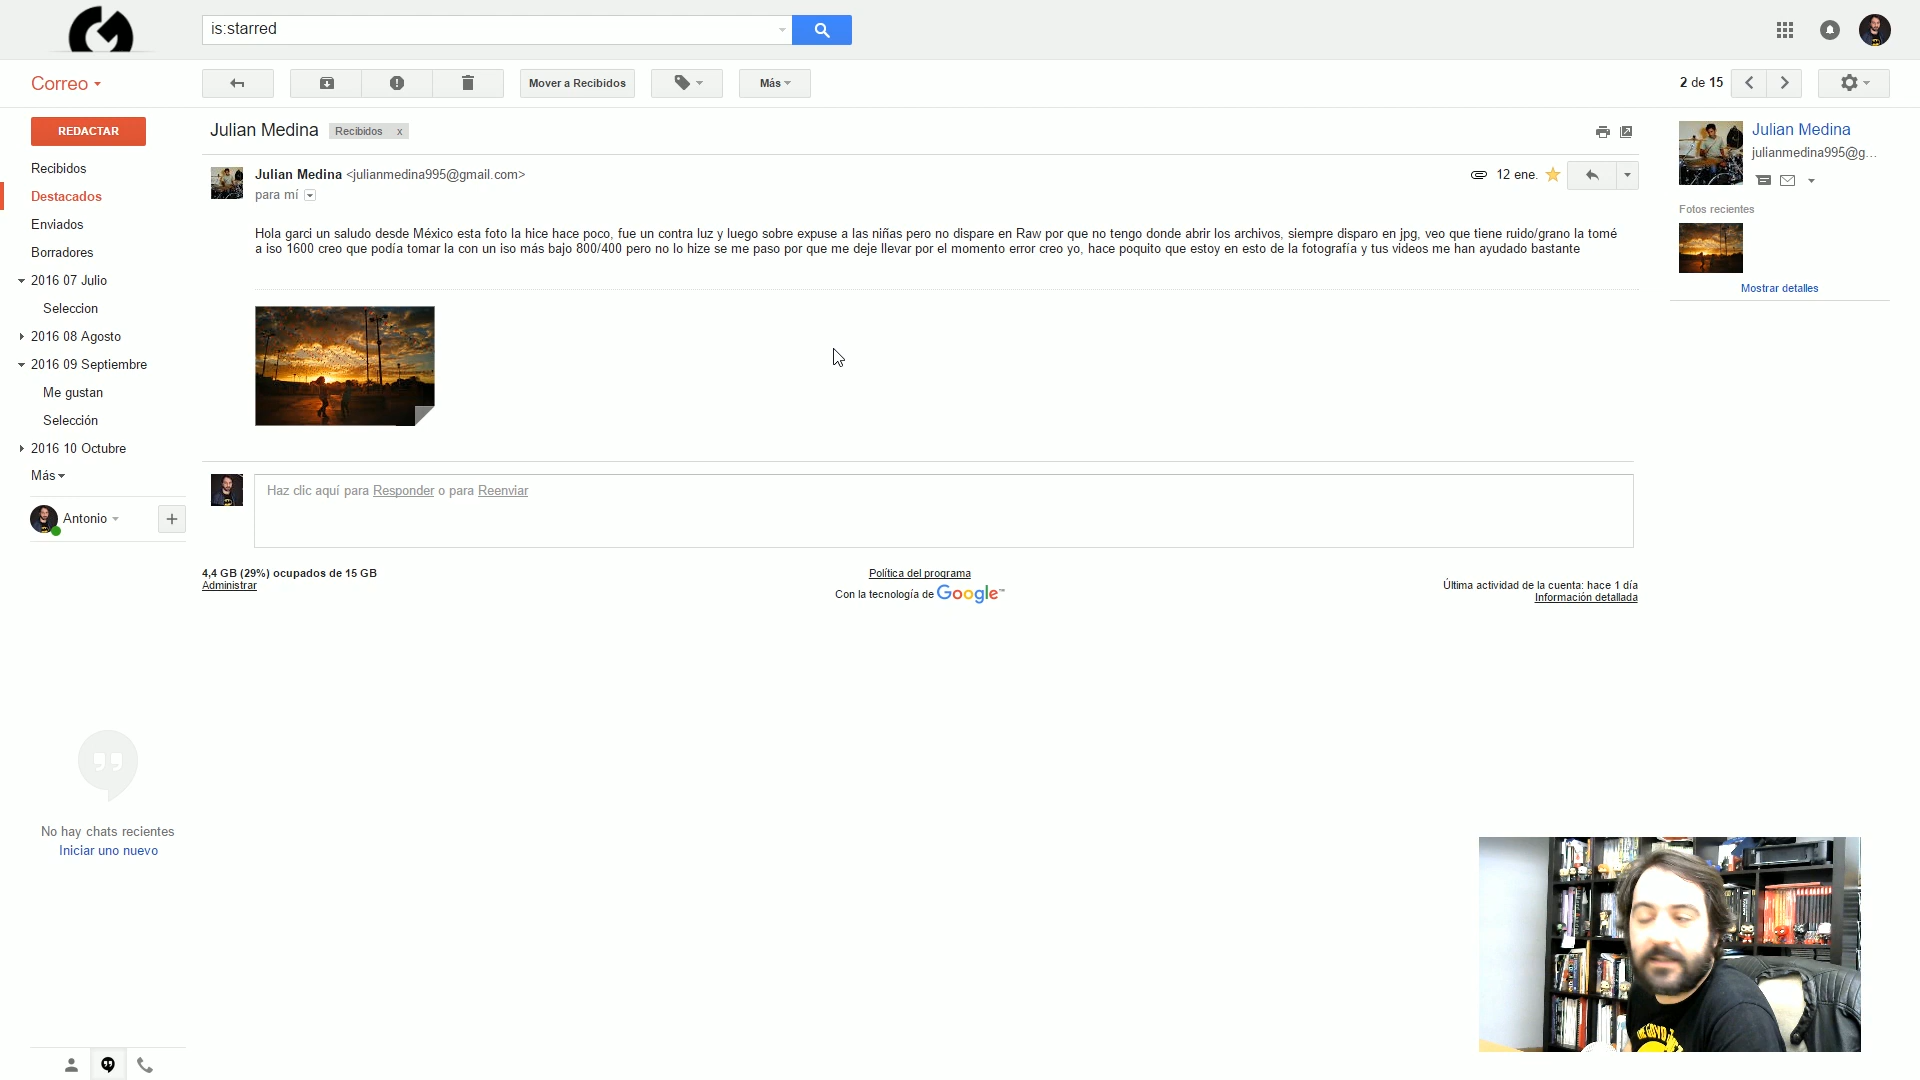 is:starred
Correo
Mover a Recibidos
Más
2 de 15
REDACTAR
Recibidos
Destacados
Enviados
Borradores
2016 07 Julio
Seleccion
2016 08 Agosto
2016 09 Septiembre
Me gustan
Selección
2016 10 Octubre
Más
Antonio
No hay chats recientes
Iniciar uno nuevo
Julian Medina Recibidos x
Julian Medina <julianmedina995@gmail.com>
12 ene.
para mí
Hola garci un saludo desde México esta foto la hice hace poco, fue un contra luz y luego sobre expuse a las niñas pero no dispare en Raw por que no tengo donde abrir los archivos, siempre disparo en jpg, veo que tiene ruido/grano la tomé
a iso 1600 creo que podía tomar la con un iso más bajo 800/400 pero no lo hize se me paso por que me deje llevar por el momento error creo yo, hace poquito que estoy en esto de la fotografía y tus videos me han ayudado bastante
Haz clic aquí para Responder o para Reenviar
4,4 GB (29%) ocupados de 15 GB
Administrar
Política del programa
Con la tecnología de Google™
Última actividad de la cuenta: hace 1 día
Información detallada
Julian Medina
julianmedina995@g...
Fotos recientes
Mostrar detalles